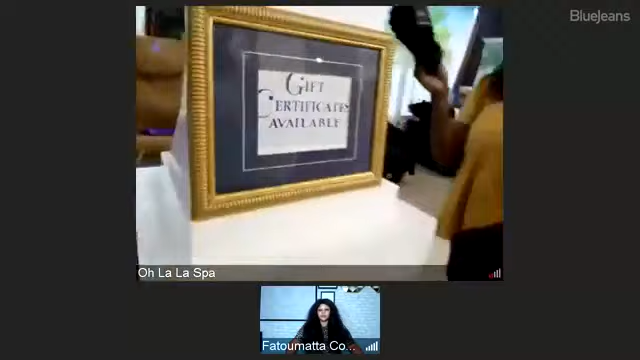 BlueJeans
GIFT
CERTIFICATES
AVAILABLE
Oh La La Spa
Fatoumatta Co...